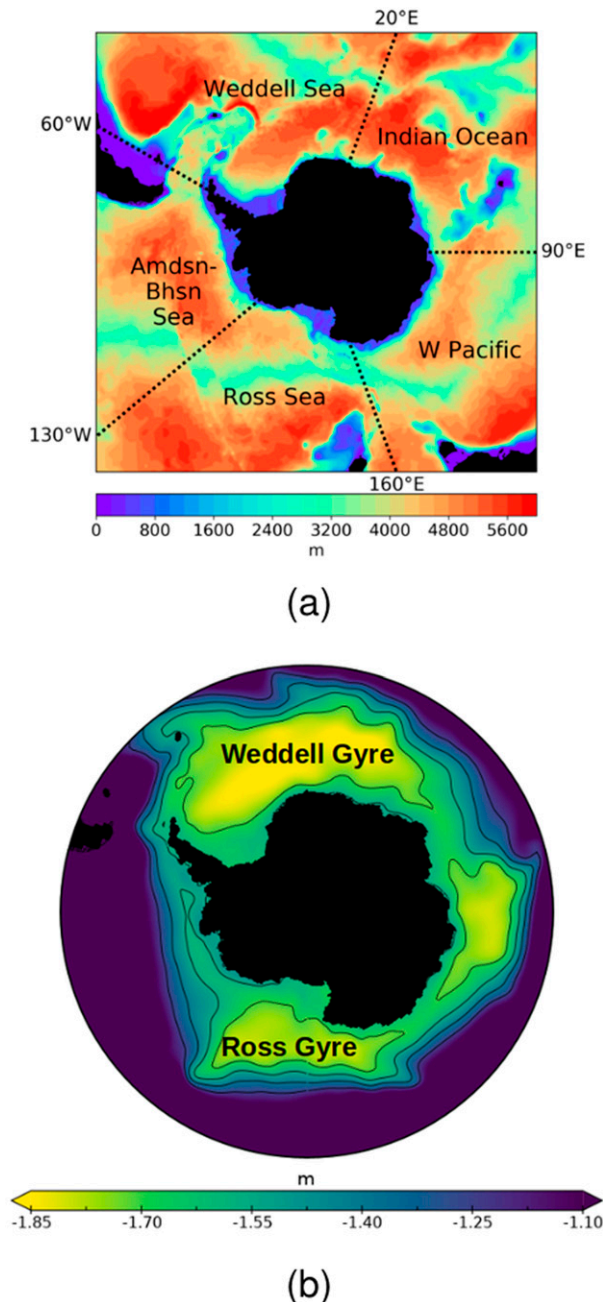 20°E
Weddell Sea
60°W
Indian Ocean
90°E
Amdsn-
Bhsn
Sea
W Pacific
Ross Sea
130°W
160°E
0 800 1600 2400 3200 4000 4800 5600
m
(a)
Weddell Gyre
Ross Gyre
m
-1.85 -1.70 -1.55 -1.40 -1.25 -1.10
(b)